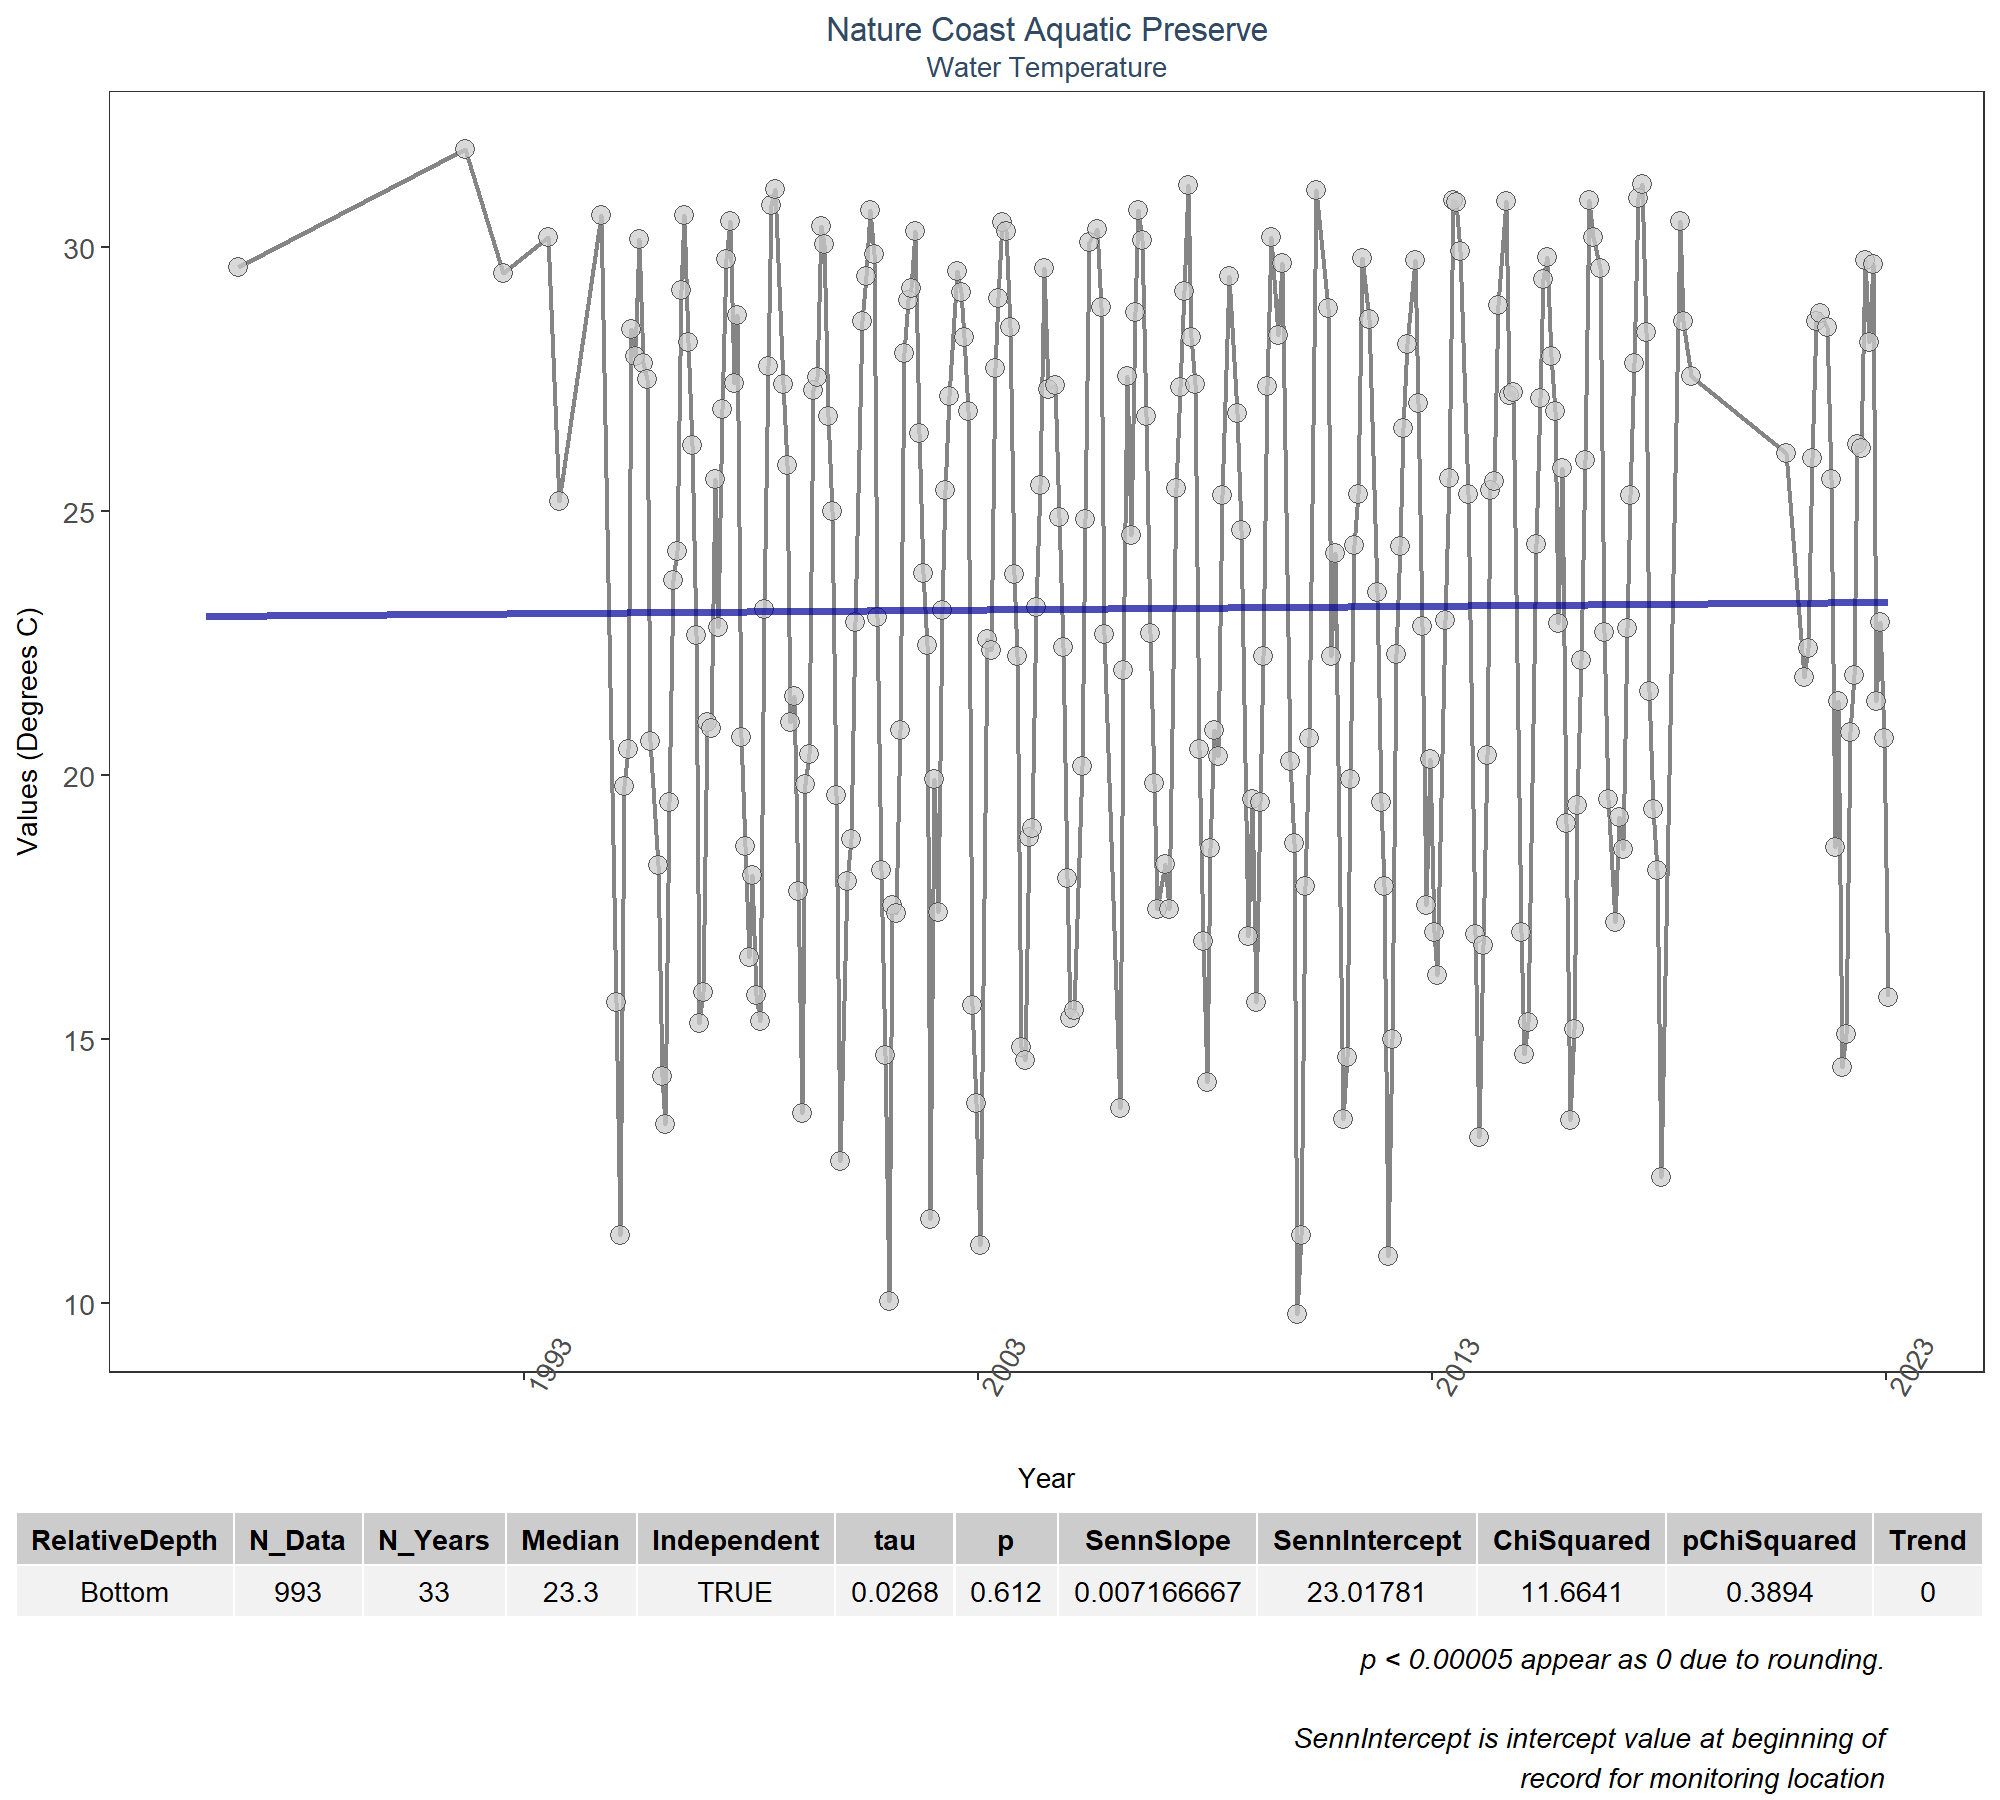 Nature Coast Aquatic Preserve
Water Temperature
Values (Degrees C)
30
25
20
15
10
1993
2003
2013
2023
Year
RelativeDepth N_Data N_Years Median Independent tau p SennSlope SennIntercept ChiSquared pChiSquared Trend
Bottom 993 33 23.3 TRUE 0.0268 0.612 0.007166667 23.01781 11.6641 0.3894 0
p < 0.00005 appear as 0 due to rounding.
SennIntercept is intercept value at beginning of
record for monitoring location